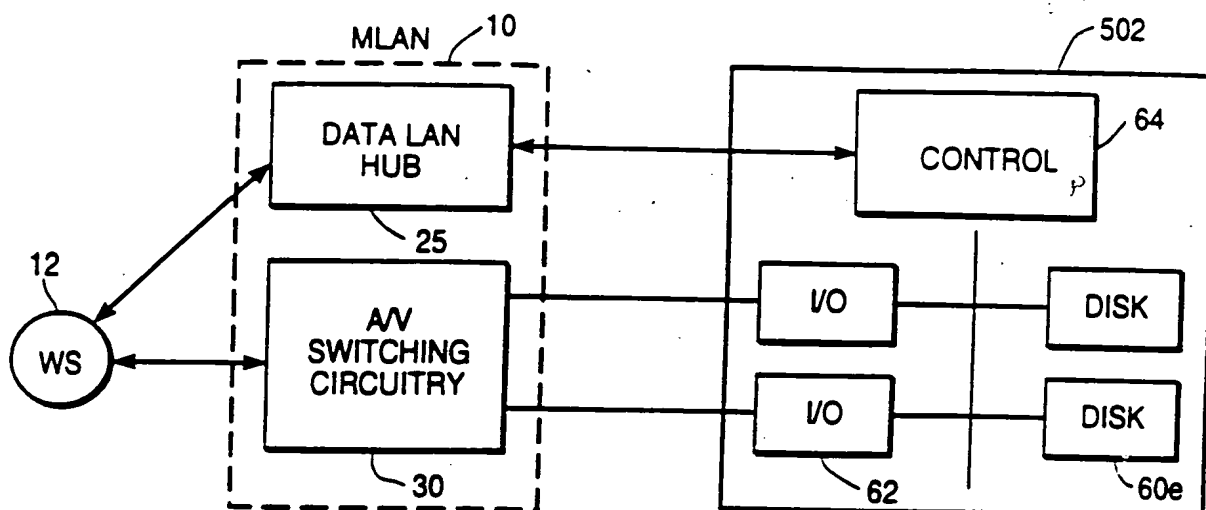 MLAN
10
502
DATA LAN
HUB
25
CONTROL
64
12
WS
A/V
SWITCHING
CIRCUITRY
30
I/O
DISK
I/O
62
DISK
60e